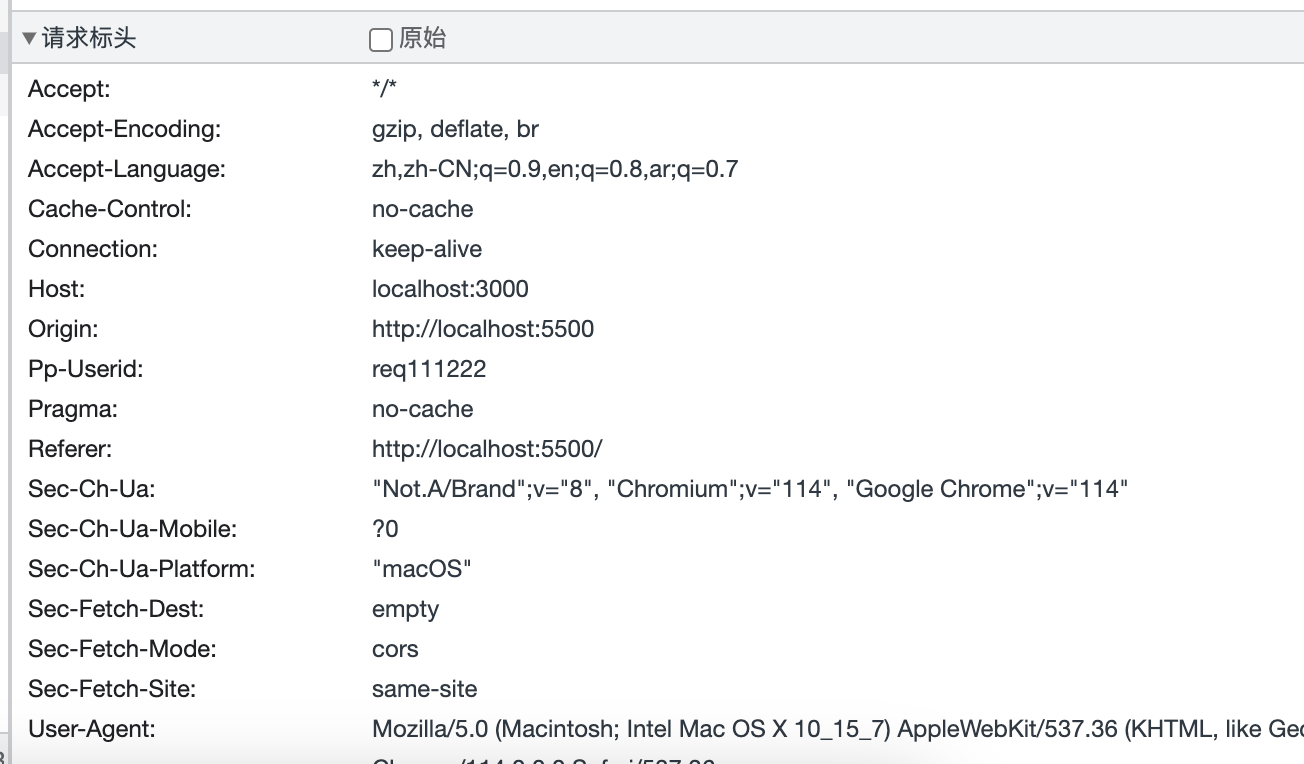 ▼ 请求标头 原始
Accept: */*
Accept-Encoding: gzip, deflate, br
Accept-Language: zh,zh-CN;q=0.9,en;q=0.8,ar;q=0.7
Cache-Control: no-cache
Connection: keep-alive
Host: localhost:3000
Origin: http://localhost:5500
Pp-Userid: req111222
Pragma: no-cache
Referer: http://localhost:5500/
Sec-Ch-Ua: "Not.A/Brand";v="8", "Chromium";v="114", "Google Chrome";v="114"
Sec-Ch-Ua-Mobile: ?0
Sec-Ch-Ua-Platform: "macOS"
Sec-Fetch-Dest: empty
Sec-Fetch-Mode: cors
Sec-Fetch-Site: same-site
User-Agent: Mozilla/5.0 (Macintosh; Intel Mac OS X 10_15_7) AppleWebKit/537.36 (KHTML, like